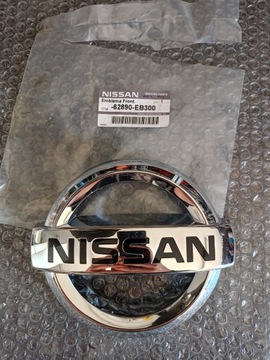 NISSAN
Emblema Front.
-62890-EB300
NISSAN